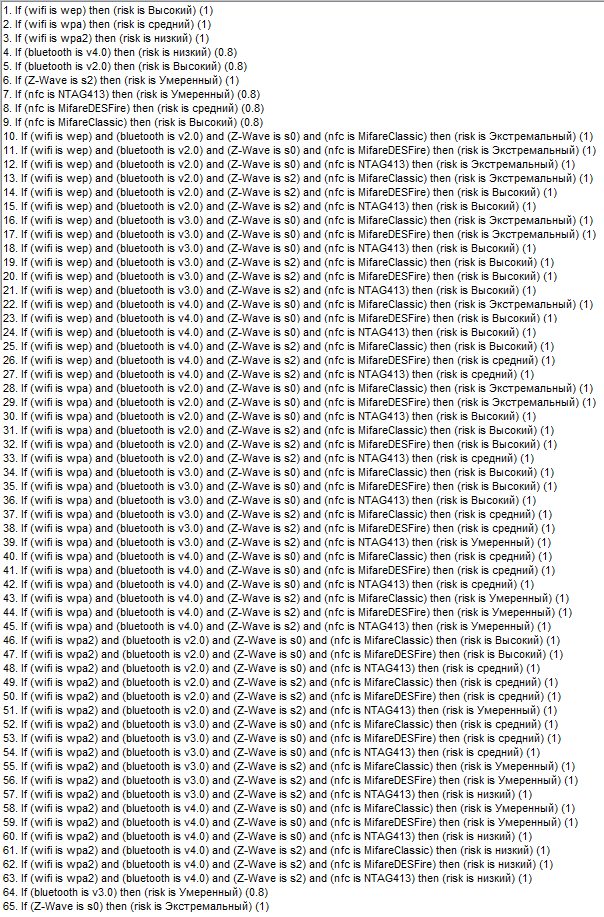 1. If (wifi is wep) then (risk is Высокий) (1)
2. If (wifi is wpa) then (risk is средний) (1)
3. If (wifi is wpa2) then (risk is низкий) (1)
4. If (bluetooth is v4.0) then (risk is низкий) (0.8)
5. If (bluetooth is v2.0) then (risk is Высокий) (0.8)
6. If (Z-Wave is s2) then (risk is Умеренный) (1)
7. If (nfc is NTAG413) then (risk is Умеренный) (0.8)
8. If (nfc is MifareDESFire) then (risk is средний) (0.8)
9. If (nfc is MifareClassic) then (risk is Высокий) (0.8)
10. If (wifi is wep) and (bluetooth is v2.0) and (Z-Wave is s0) and (nfc is MifareClassic) then (risk is Экстремальный) (1)
11. If (wifi is wep) and (bluetooth is v2.0) and (Z-Wave is s0) and (nfc is MifareDESFire) then (risk is Экстремальный) (1)
12. If (wifi is wep) and (bluetooth is v2.0) and (Z-Wave is s0) and (nfc is NTAG413) then (risk is Экстремальный) (1)
13. If (wifi is wep) and (bluetooth is v2.0) and (Z-Wave is s2) and (nfc is MifareClassic) then (risk is Экстремальный) (1)
14. If (wifi is wep) and (bluetooth is v2.0) and (Z-Wave is s2) and (nfc is MifareDESFire) then (risk is Высокий) (1)
15. If (wifi is wep) and (bluetooth is v2.0) and (Z-Wave is s2) and (nfc is NTAG413) then (risk is Высокий) (1)
16. If (wifi is wep) and (bluetooth is v3.0) and (Z-Wave is s0) and (nfc is MifareClassic) then (risk is Экстремальный) (1)
17. If (wifi is wep) and (bluetooth is v3.0) and (Z-Wave is s0) and (nfc is MifareDESFire) then (risk is Экстремальный) (1)
18. If (wifi is wep) and (bluetooth is v3.0) and (Z-Wave is s0) and (nfc is NTAG413) then (risk is Высокий) (1)
19. If (wifi is wep) and (bluetooth is v3.0) and (Z-Wave is s2) and (nfc is MifareClassic) then (risk is Высокий) (1)
20. If (wifi is wep) and (bluetooth is v3.0) and (Z-Wave is s2) and (nfc is MifareDESFire) then (risk is Высокий) (1)
21. If (wifi is wep) and (bluetooth is v3.0) and (Z-Wave is s2) and (nfc is NTAG413) then (risk is Высокий) (1)
22. If (wifi is wep) and (bluetooth is v4.0) and (Z-Wave is s0) and (nfc is MifareClassic) then (risk is Экстремальный) (1)
23. If (wifi is wep) and (bluetooth is v4.0) and (Z-Wave is s0) and (nfc is MifareDESFire) then (risk is Высокий) (1)
24. If (wifi is wep) and (bluetooth is v4.0) and (Z-Wave is s0) and (nfc is NTAG413) then (risk is Высокий) (1)
25. If (wifi is wep) and (bluetooth is v4.0) and (Z-Wave is s2) and (nfc is MifareClassic) then (risk is Высокий) (1)
26. If (wifi is wep) and (bluetooth is v4.0) and (Z-Wave is s2) and (nfc is MifareDESFire) then (risk is средний) (1)
27. If (wifi is wep) and (bluetooth is v4.0) and (Z-Wave is s2) and (nfc is NTAG413) then (risk is средний) (1)
28. If (wifi is wpa) and (bluetooth is v2.0) and (Z-Wave is s0) and (nfc is MifareClassic) then (risk is Экстремальный) (1)
29. If (wifi is wpa) and (bluetooth is v2.0) and (Z-Wave is s0) and (nfc is MifareDESFire) then (risk is Экстремальный) (1)
30. If (wifi is wpa) and (bluetooth is v2.0) and (Z-Wave is s0) and (nfc is NTAG413) then (risk is Высокий) (1)
31. If (wifi is wpa) and (bluetooth is v2.0) and (Z-Wave is s2) and (nfc is MifareClassic) then (risk is Высокий) (1)
32. If (wifi is wpa) and (bluetooth is v2.0) and (Z-Wave is s2) and (nfc is MifareDESFire) then (risk is Высокий) (1)
33. If (wifi is wpa) and (bluetooth is v2.0) and (Z-Wave is s2) and (nfc is NTAG413) then (risk is средний) (1)
34. If (wifi is wpa) and (bluetooth is v3.0) and (Z-Wave is s0) and (nfc is MifareClassic) then (risk is Высокий) (1)
35. If (wifi is wpa) and (bluetooth is v3.0) and (Z-Wave is s0) and (nfc is MifareDESFire) then (risk is Высокий) (1)
36. If (wifi is wpa) and (bluetooth is v3.0) and (Z-Wave is s0) and (nfc is NTAG413) then (risk is Высокий) (1)
37. If (wifi is wpa) and (bluetooth is v3.0) and (Z-Wave is s2) and (nfc is MifareClassic) then (risk is средний) (1)
38. If (wifi is wpa) and (bluetooth is v3.0) and (Z-Wave is s2) and (nfc is MifareDESFire) then (risk is средний) (1)
39. If (wifi is wpa) and (bluetooth is v3.0) and (Z-Wave is s2) and (nfc is NTAG413) then (risk is Умеренный) (1)
40. If (wifi is wpa) and (bluetooth is v4.0) and (Z-Wave is s0) and (nfc is MifareClassic) then (risk is средний) (1)
41. If (wifi is wpa) and (bluetooth is v4.0) and (Z-Wave is s0) and (nfc is MifareDESFire) then (risk is средний) (1)
42. If (wifi is wpa) and (bluetooth is v4.0) and (Z-Wave is s0) and (nfc is NTAG413) then (risk is средний) (1)
43. If (wifi is wpa) and (bluetooth is v4.0) and (Z-Wave is s2) and (nfc is MifareClassic) then (risk is Умеренный) (1)
44. If (wifi is wpa) and (bluetooth is v4.0) and (Z-Wave is s2) and (nfc is MifareDESFire) then (risk is Умеренный) (1)
45. If (wifi is wpa) and (bluetooth is v4.0) and (Z-Wave is s2) and (nfc is NTAG413) then (risk is Умеренный) (1)
46. If (wifi is wpa2) and (bluetooth is v2.0) and (Z-Wave is s0) and (nfc is MifareClassic) then (risk is Высокий) (1)
47. If (wifi is wpa2) and (bluetooth is v2.0) and (Z-Wave is s0) and (nfc is MifareDESFire) then (risk is Высокий) (1)
48. If (wifi is wpa2) and (bluetooth is v2.0) and (Z-Wave is s0) and (nfc is NTAG413) then (risk is средний) (1)
49. If (wifi is wpa2) and (bluetooth is v2.0) and (Z-Wave is s2) and (nfc is MifareClassic) then (risk is средний) (1)
50. If (wifi is wpa2) and (bluetooth is v2.0) and (Z-Wave is s2) and (nfc is MifareDESFire) then (risk is средний) (1)
51. If (wifi is wpa2) and (bluetooth is v2.0) and (Z-Wave is s2) and (nfc is NTAG413) then (risk is Умеренный) (1)
52. If (wifi is wpa2) and (bluetooth is v3.0) and (Z-Wave is s0) and (nfc is MifareClassic) then (risk is средний) (1)
53. If (wifi is wpa2) and (bluetooth is v3.0) and (Z-Wave is s0) and (nfc is MifareDESFire) then (risk is средний) (1)
54. If (wifi is wpa2) and (bluetooth is v3.0) and (Z-Wave is s0) and (nfc is NTAG413) then (risk is средний) (1)
55. If (wifi is wpa2) and (bluetooth is v3.0) and (Z-Wave is s2) and (nfc is MifareClassic) then (risk is Умеренный) (1)
56. If (wifi is wpa2) and (bluetooth is v3.0) and (Z-Wave is s2) and (nfc is MifareDESFire) then (risk is Умеренный) (1)
57. If (wifi is wpa2) and (bluetooth is v3.0) and (Z-Wave is s2) and (nfc is NTAG413) then (risk is низкий) (1)
58. If (wifi is wpa2) and (bluetooth is v4.0) and (Z-Wave is s0) and (nfc is MifareClassic) then (risk is Умеренный) (1)
59. If (wifi is wpa2) and (bluetooth is v4.0) and (Z-Wave is s0) and (nfc is MifareDESFire) then (risk is Умеренный) (1)
60. If (wifi is wpa2) and (bluetooth is v4.0) and (Z-Wave is s0) and (nfc is NTAG413) then (risk is низкий) (1)
61. If (wifi is wpa2) and (bluetooth is v4.0) and (Z-Wave is s2) and (nfc is MifareClassic) then (risk is низкий) (1)
62. If (wifi is wpa2) and (bluetooth is v4.0) and (Z-Wave is s2) and (nfc is MifareDESFire) then (risk is низкий) (1)
63. If (wifi is wpa2) and (bluetooth is v4.0) and (Z-Wave is s2) and (nfc is NTAG413) then (risk is низкий) (1)
64. If (bluetooth is v3.0) then (risk is Умеренный) (0.8)
65. If (Z-Wave is s0) then (risk is Экстремальный) (1)